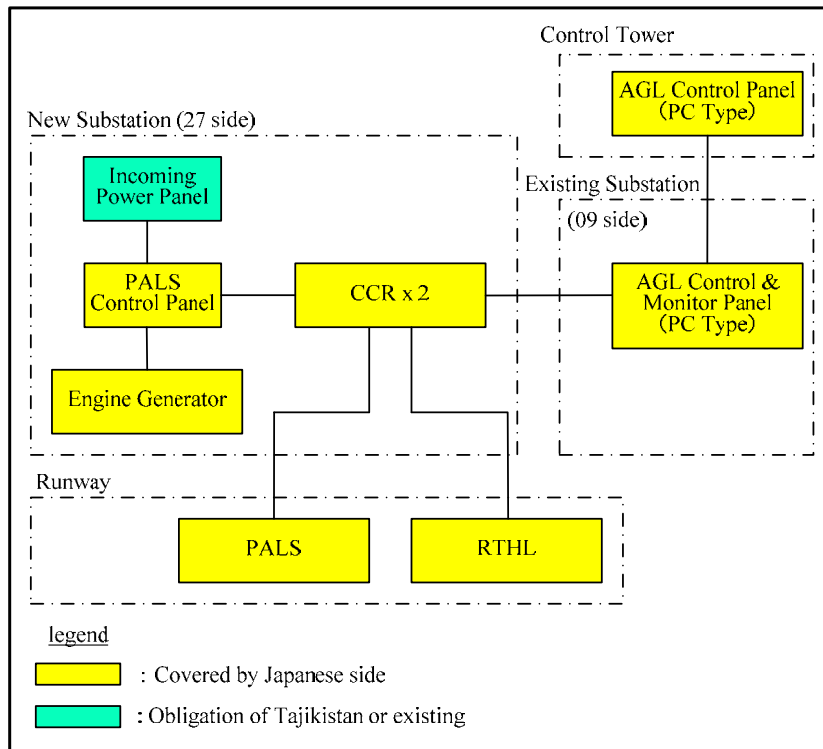 Control Tower
AGL Control Panel
(PC Type)
New Substation (27 side)
Incoming
Power Panel
Existing Substation
(09 side)
PALS
Control Panel
CCR x 2
AGL Control &
Monitor Panel
(PC Type)
Engine Generator
Runway
PALS
RTHL
legend
: Covered by Japanese side
: Obligation of Tajikistan or existing